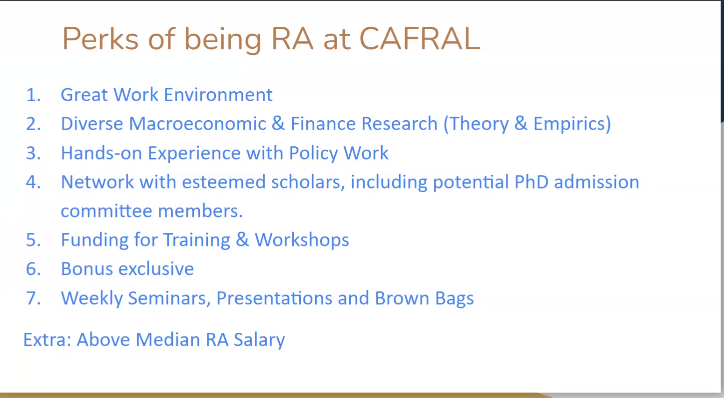 Perks of being RA at CAFRAL
1. Great Work Environment
2. Diverse Macroeconomic & Finance Research (Theory & Empirics)
3. Hands-on Experience with Policy Work
4. Network with esteemed scholars, including potential PhD admission
committee members.
5. Funding for Training & Workshops
6. Bonus exclusive
7. Weekly Seminars, Presentations and Brown Bags
Extra: Above Median RA Salary